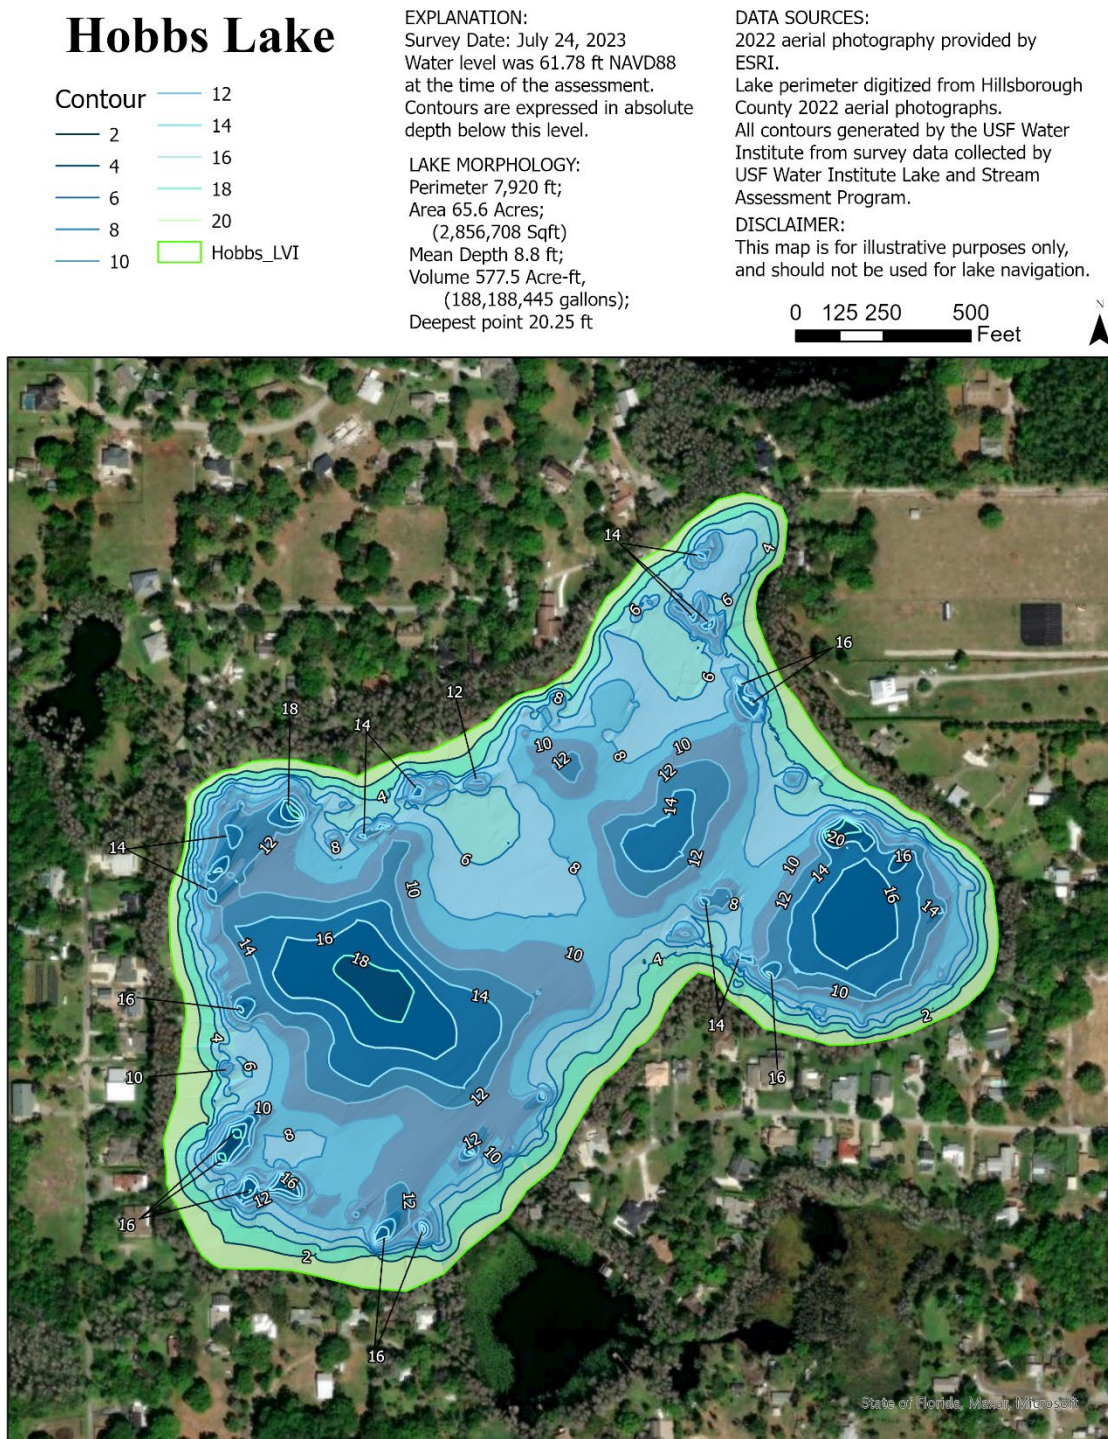 Hobbs Lake
Contour
2
4
6
8
10
12
14
16
18
20
Hobbs_LVI
EXPLANATION:
Survey Date: July 24, 2023
Water level was 61.78 ft NAVD88
at the time of the assessment.
Contours are expressed in absolute
depth below this level.
LAKE MORPHOLOGY:
Perimeter 7,920 ft;
Area 65.6 Acres;
(2,856,708 Sqft)
Mean Depth 8.8 ft;
Volume 577.5 Acre-ft,
(188,188,445 gallons);
Deepest point 20.25 ft
DATA SOURCES:
2022 aerial photography provided by
ESRI.
Lake perimeter digitized from Hillsborough
County 2022 aerial photographs.
All contours generated by the USF Water
Institute from survey data collected by
USF Water Institute Lake and Stream
Assessment Program.
DISCLAIMER:
This map is for illustrative purposes only,
and should not be used for lake navigation.
0 125 250 500
Feet
N
14
4
6
6
16
6
12
8
18
14
10
10
8
12
12
14
4
14
12
8
6
8
12
20
16
10
14
16
12
14
10
8
14
16
18
10
4
14
16
10
2
14
4
6
10
16
12
10
8
12
10
16
12
16
12
2
16
State of Florida, Maxar, Microsoft